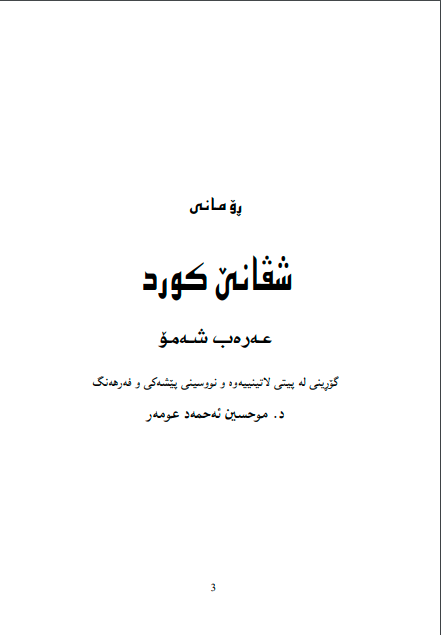 ڕۆمانی
شڤانێ کورد
عەرەب شەمۆ
گۆڕینی لە پیتی لاتینییەوە و نووسینی پێشەکی و فەرهەنگ
د. موحسین ئەحمەد عومەر
3